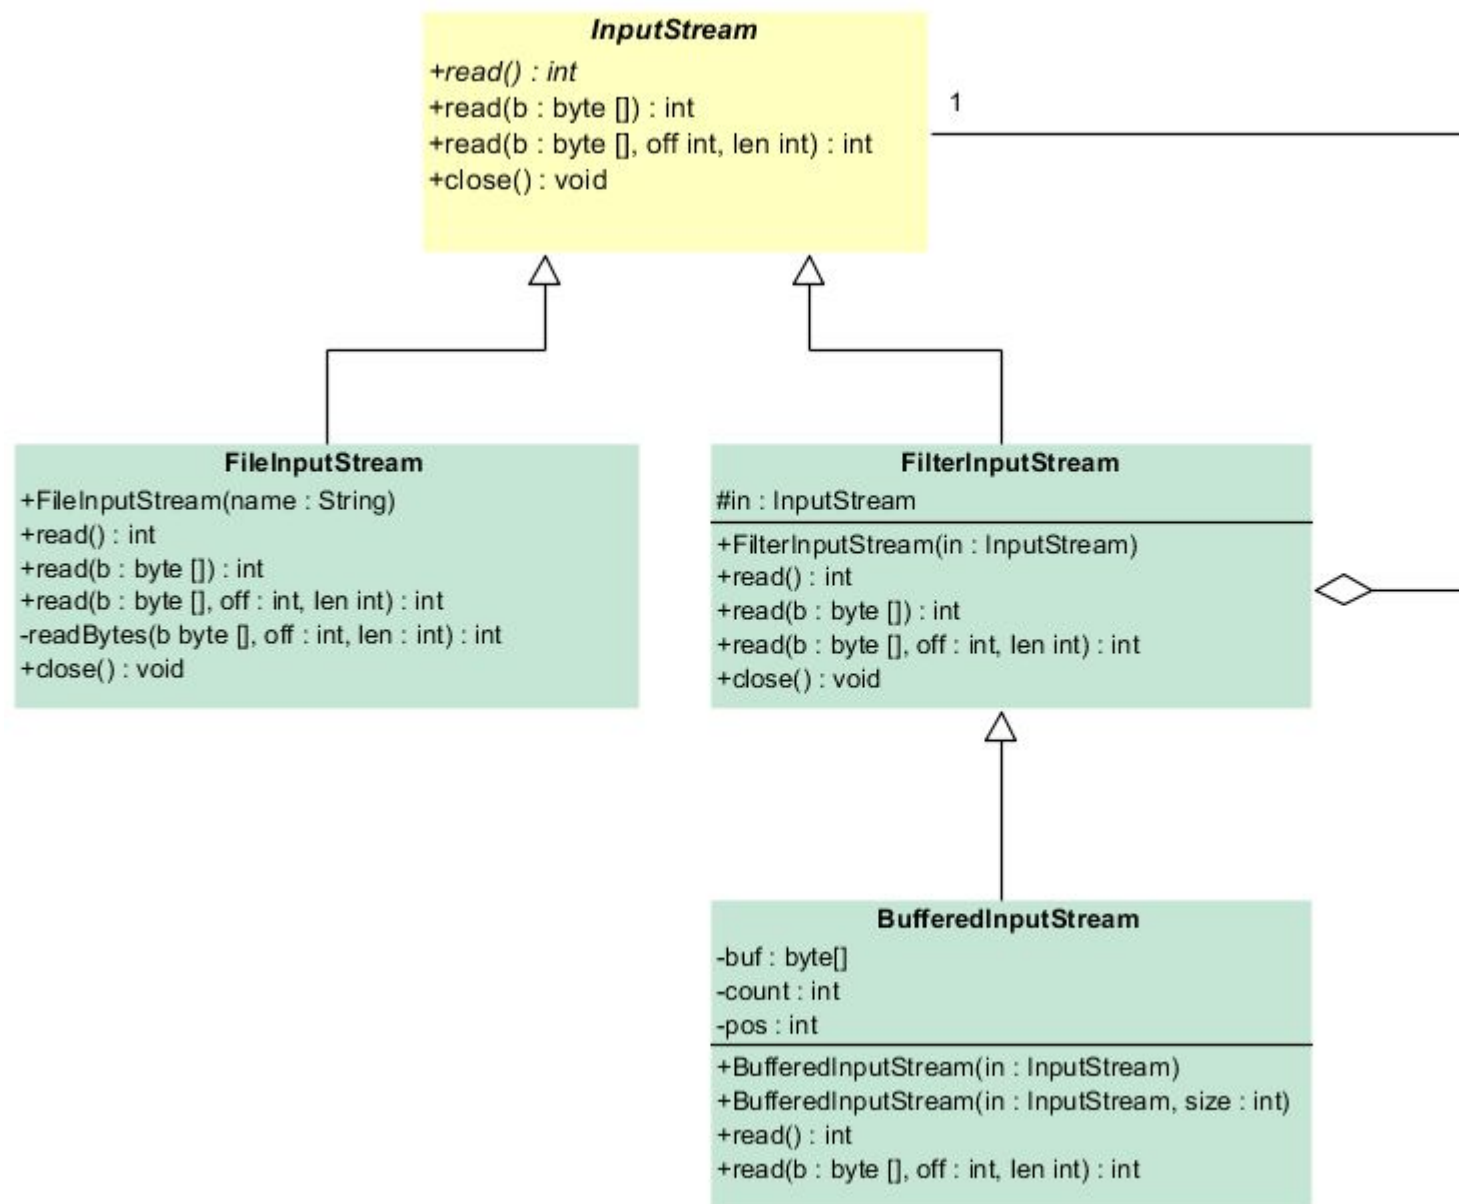 InputStream
+read() : int
+read(b : byte []) : int
+read(b : byte [], off int, len int) : int
+close() : void
1
FileInputStream
+FileInputStream(name : String)
+read() : int
+read(b : byte []) : int
+read(b : byte [], off : int, len int) : int
-readBytes(b byte [], off : int, len : int) : int
+close() : void
FilterInputStream
#in : InputStream
+FilterInputStream(in : InputStream)
+read() : int
+read(b : byte []) : int
+read(b : byte [], off : int, len int) : int
+close() : void
BufferedInputStream
-buf : byte[]
-count : int
-pos : int
+BufferedInputStream(in : InputStream)
+BufferedInputStream(in : InputStream, size : int)
+read() : int
+read(b : byte [], off : int, len int) : int